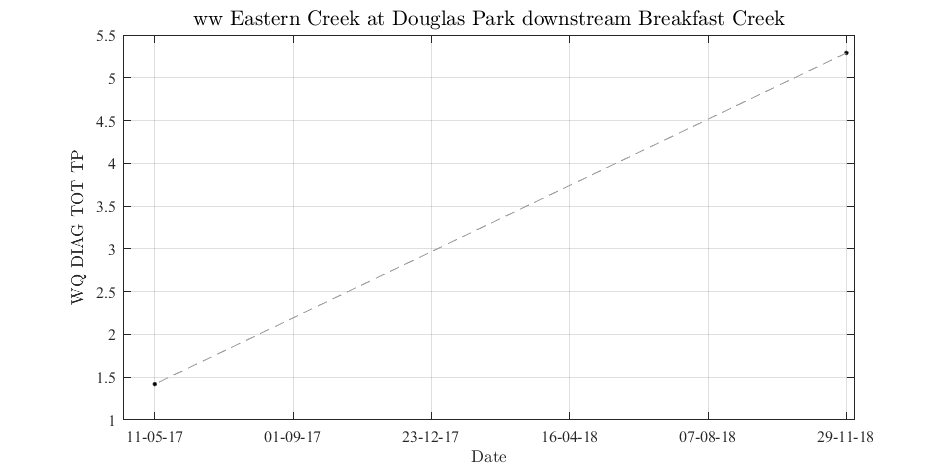 ww Eastern Creek at Douglas Park downstream Breakfast Creek
5.5
5
4.5
4
3.5
3
2.5
2
1.5
1
WQ DIAG TOT TP
11-05-17 01-09-17 23-12-17 16-04-18 07-08-18 29-11-18
Date